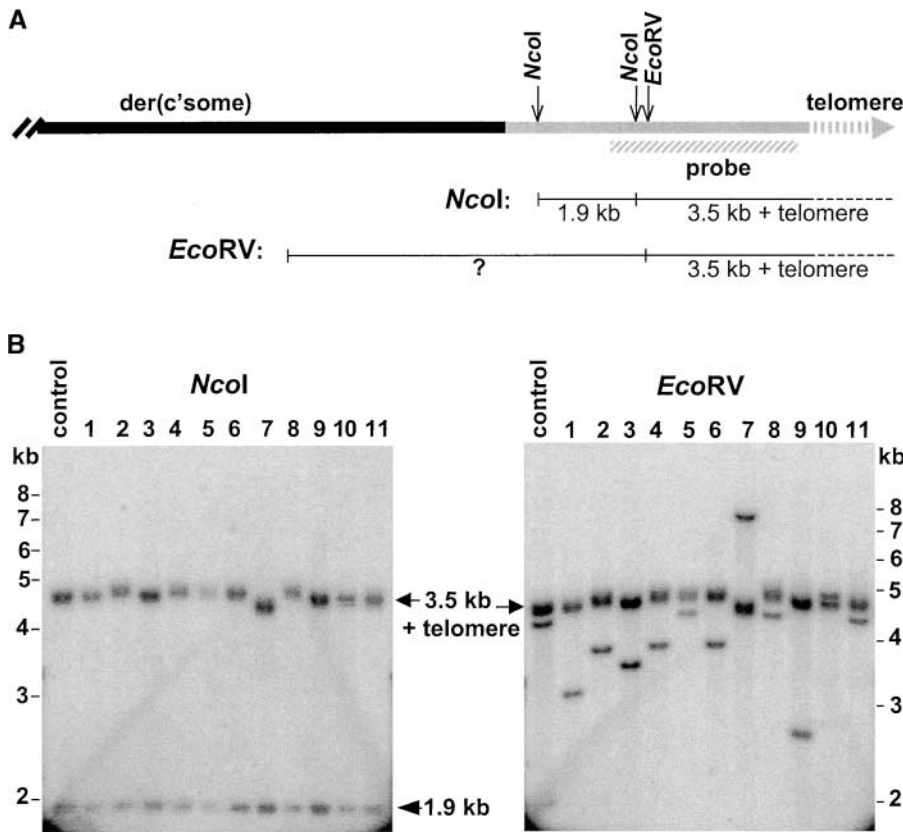 A
NcoI
NcoI
EcoRV
der(c'some)
telomere
probe
NcoI:
1.9 kb
3.5 kb + telomere
EcoRV:
?
3.5 kb + telomere
B
NcoI
EcoRV
control 1 2 3 4 5 6 7 8 9 10 11
control 1 2 3 4 5 6 7 8 9 10 11
kb
8
7
6
5
4
3
2
3.5 kb
+ telomere
1.9 kb
kb
8
7
6
5
4
3
2